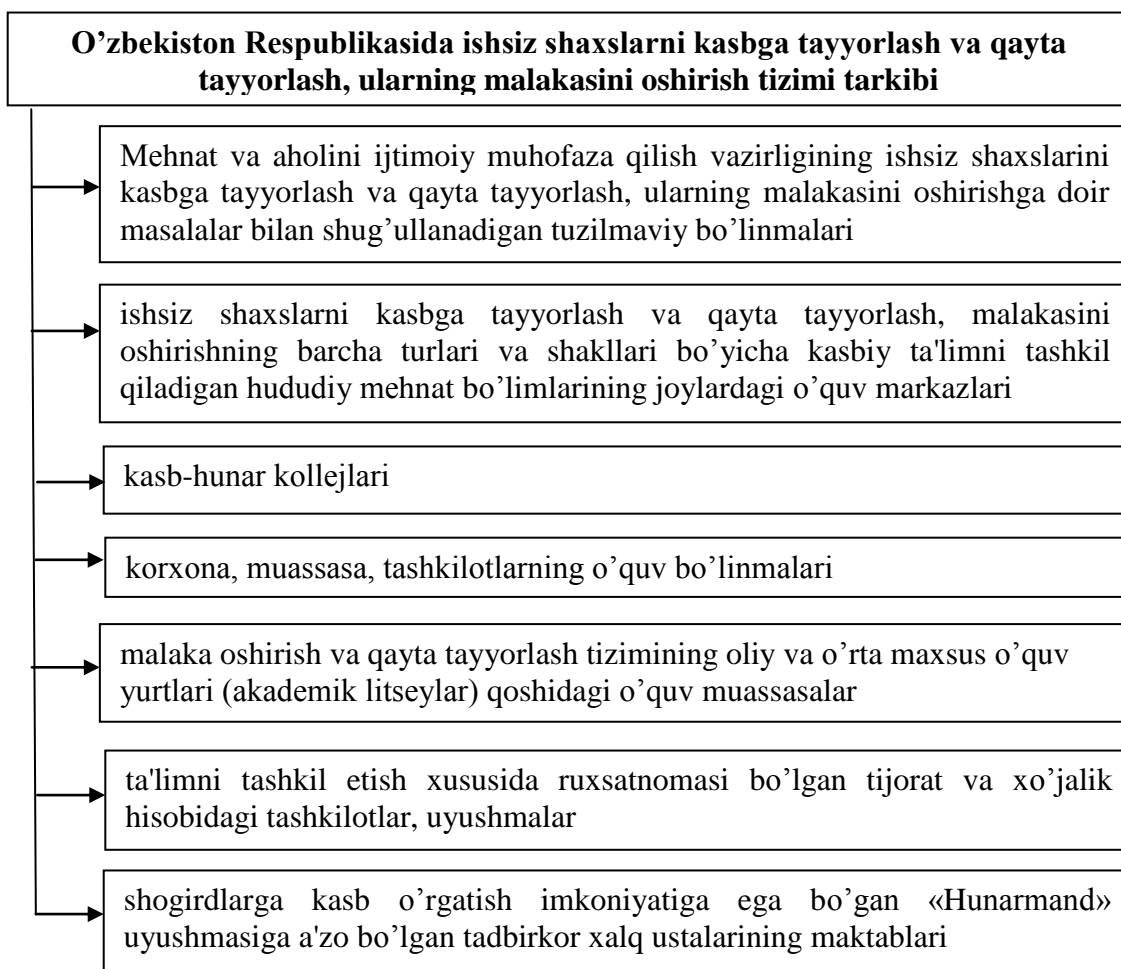 O’zbekiston Respublikasida ishsiz shaxslarni kasbga tayyorlash va qayta
tayyorlash, ularning malakasini oshirish tizimi tarkibi
Mehnat va aholini ijtimoiy muhofaza qilish vazirligining ishsiz shaxslarini
kasbga tayyorlash va qayta tayyorlash, ularning malakasini oshirishga doir
masalalar bilan shug’ullanadigan tuzilmaviy bo’linmalari
ishsiz shaxslarni kasbga tayyorlash va qayta tayyorlash, malakasini
oshirishning barcha turlari va shakllari bo’yicha kasbiy ta'limni tashkil
qiladigan hududiy mehnat bo’limlarining joylardagi o’quv markazlari
kasb-hunar kollejlari
korxona, muassasa, tashkilotlarning o’quv bo’linmalari
malaka oshirish va qayta tayyorlash tizimining oliy va o’rta maxsus o’quv
yurtlari (akademik litseylar) qoshidagi o’quv muassasalar
ta'limni tashkil etish xususida ruxsatnomasi bo’lgan tijorat va xo’jalik
hisobidagi tashkilotlar, uyushmalar
shogirdlarga kasb o’rgatish imkoniyatiga ega bo’gan «Hunarmand»
uyushmasiga a'zo bo’lgan tadbirkor xalq ustalarining maktablari